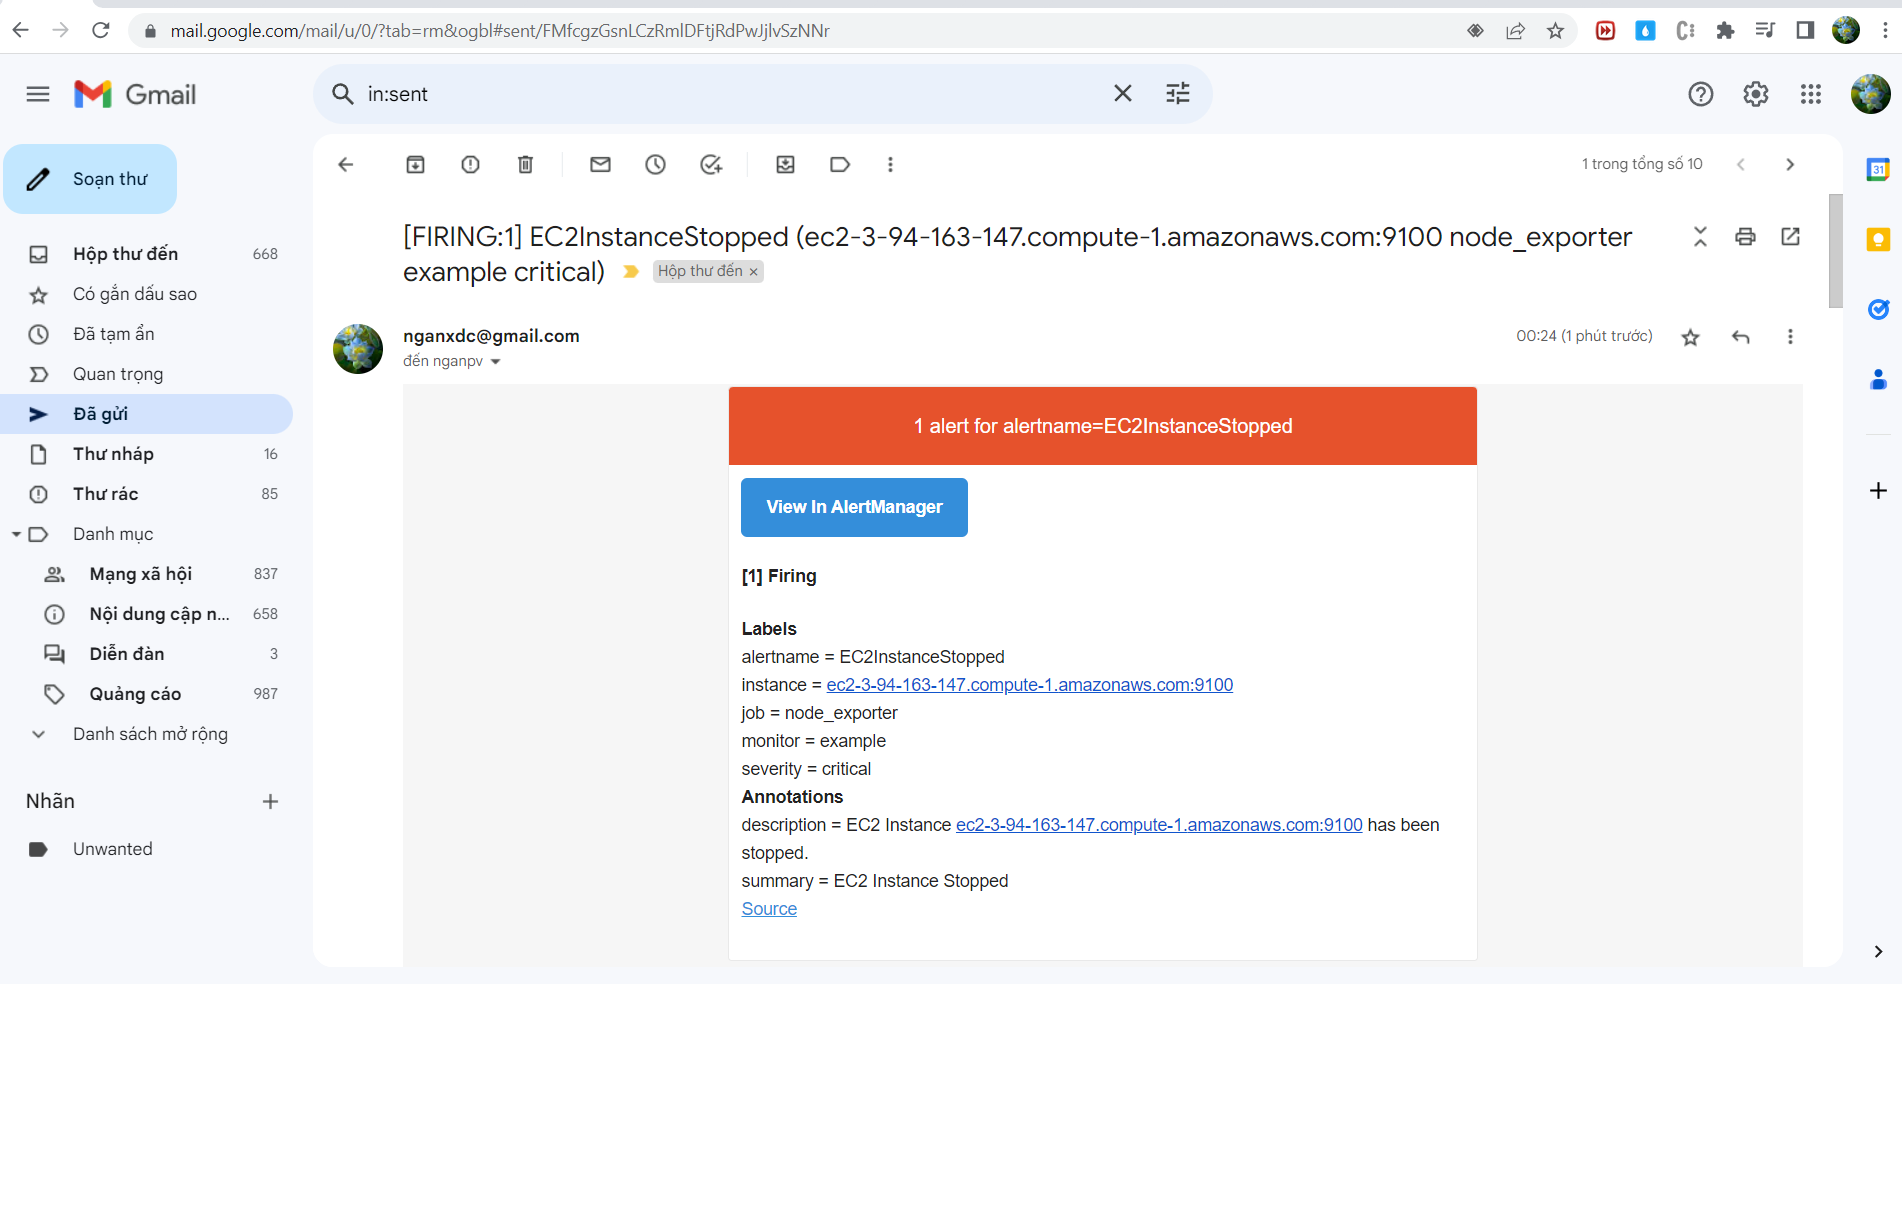 mail.google.com/mail/u/0/?tab=rm&ogbl#sent/FMfcgzGsnLCzRmlDFtjRdPwJjlvSzNNr
Gmail
in:sent
Soạn thư
1 trong tổng số 10
Hộp thư đến 668
Có gắn dấu sao
Đã tạm ẩn
Quan trọng
Đã gửi
Thư nháp 16
Thư rác 85
Danh mục
Mạng xã hội 837
Nội dung cập n... 658
Diễn đàn 3
Quảng cáo 987
Danh sách mở rộng
Nhãn
Unwanted
[FIRING:1] EC2InstanceStopped (ec2-3-94-163-147.compute-1.amazonaws.com:9100 node_exporter
example critical) Hộp thư đến ×
nganxdc@gmail.com
00:24 (1 phút trước)
đến nganpv
1 alert for alertname=EC2InstanceStopped
View In AlertManager
[1] Firing
Labels
alertname = EC2InstanceStopped
instance = ec2-3-94-163-147.compute-1.amazonaws.com:9100
job = node_exporter
monitor = example
severity = critical
Annotations
description = EC2 Instance ec2-3-94-163-147.compute-1.amazonaws.com:9100 has been
stopped.
summary = EC2 Instance Stopped
Source
31